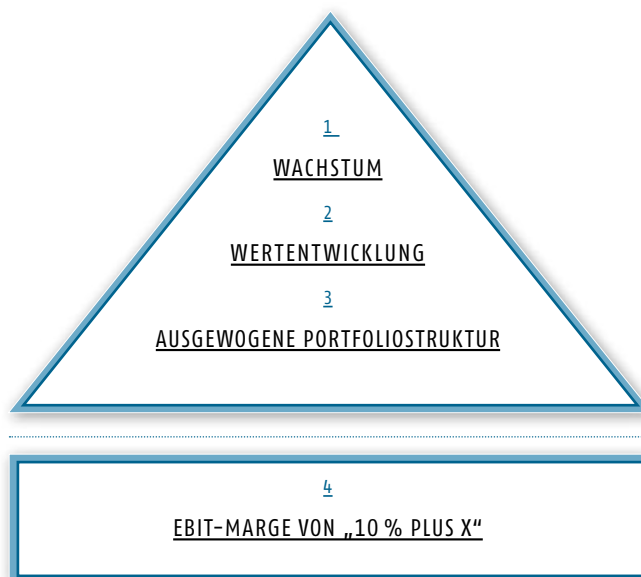 1
WACHSTUM
2
WERTENTWICKLUNG
3
AUSGEWOGENE PORTFOLIOSTRUKTUR
4
EBIT-MARGE VON „10 % PLUS X“